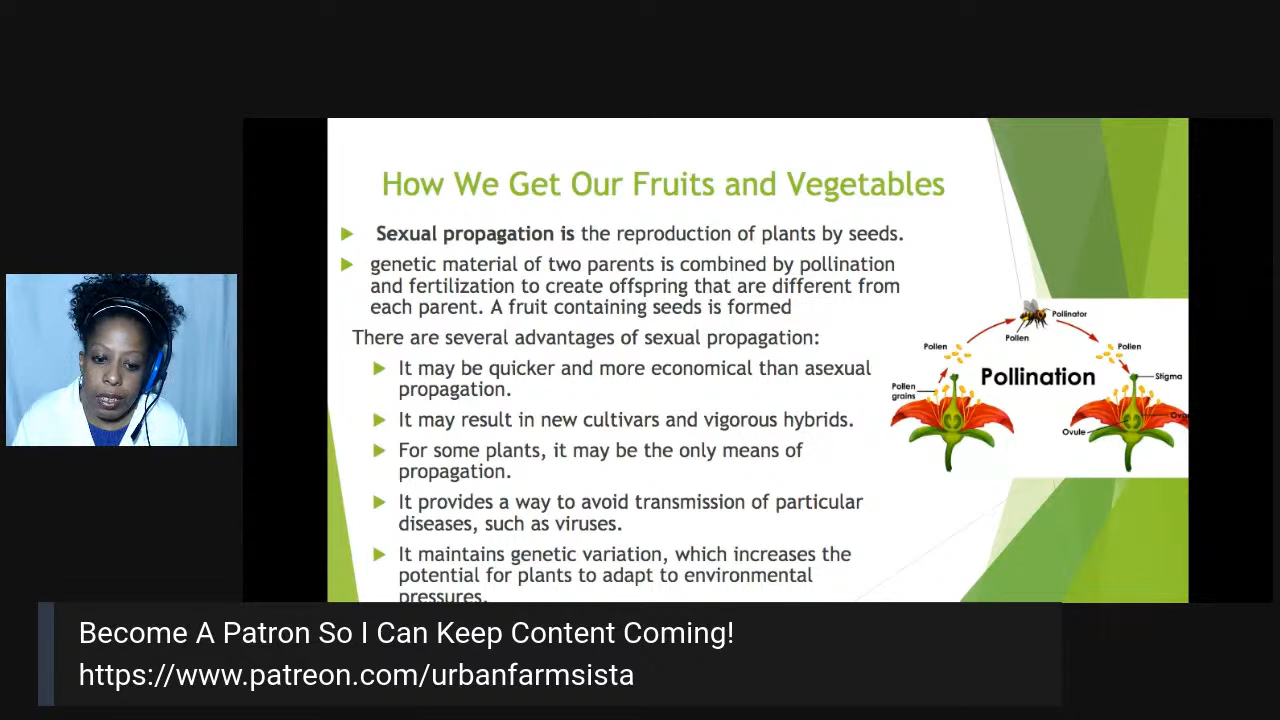 How We Get Our Fruits and Vegetables
Sexual propagation is the reproduction of plants by seeds.
genetic material of two parents is combined by pollination
and fertilization to create offspring that are different from
each parent. A fruit containing seeds is formed
There are several advantages of sexual propagation:
It may be quicker and more economical than asexual
propagation.
It may result in new cultivars and vigorous hybrids.
For some plants, it may be the only means of
propagation.
It provides a way to avoid transmission of particular
diseases, such as viruses.
It maintains genetic variation, which increases the
potential for plants to adapt to environmental
pressures.
Pollinator
Pollen
Pollen
Pollen
Pollination
Pollen
grains
Stigma
Ovule
Become A Patron So I Can Keep Content Coming!
https://www.patreon.com/urbanfarmsista